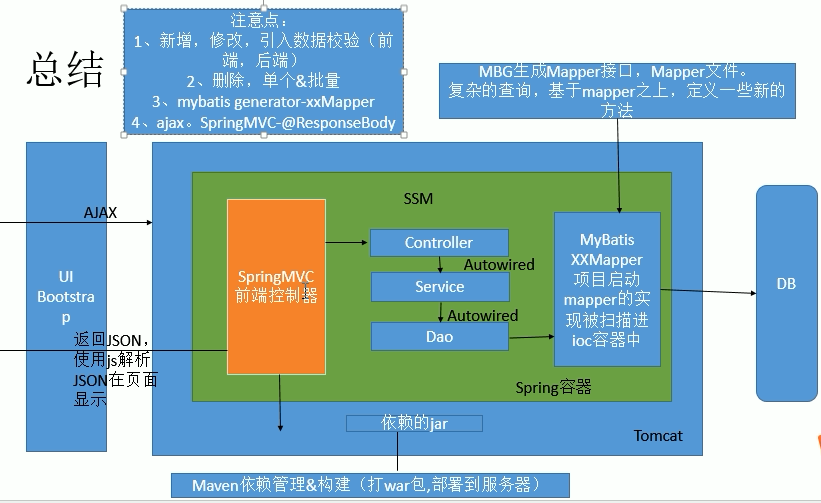 总结
注意点：
1、新增，修改，引入数据校验（前
端，后端）
2、删除，单个&批量
3、mybatis generator-xxMapper
4、ajax。SpringMVC-@ResponseBody
MBG生成Mapper接口，Mapper文件。
复杂的查询，基于mapper之上，定义一些新的
方法
AJAX
UI
Bootstra
p
返回JSON，
使用js解析
JSON在页面
显示
SSM
SpringMVC
前端控制器
Controller
Autowired
Service
Autowired
Dao
MyBatis
XXMapper
项目启动
mapper的实
现被扫描进
ioc容器中
DB
Spring容器
依赖的jar
Tomcat
Maven依赖管理&构建（打war包,部署到服务器）